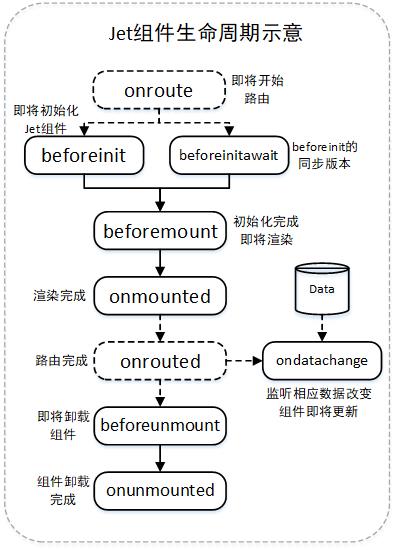 Jet组件生命周期示意
onroute
即将开始
路由
即将初始化
Jet组件
beforeinit
beforeinitawait
beforeinit的
同步版本
beforemount
初始化完成
即将渲染
渲染完成
onmounted
Data
路由完成
onrouted
ondatachange
监听相应数据改变
组件即将更新
即将卸载
组件
beforeunmount
组件卸载
完成
onunmounted